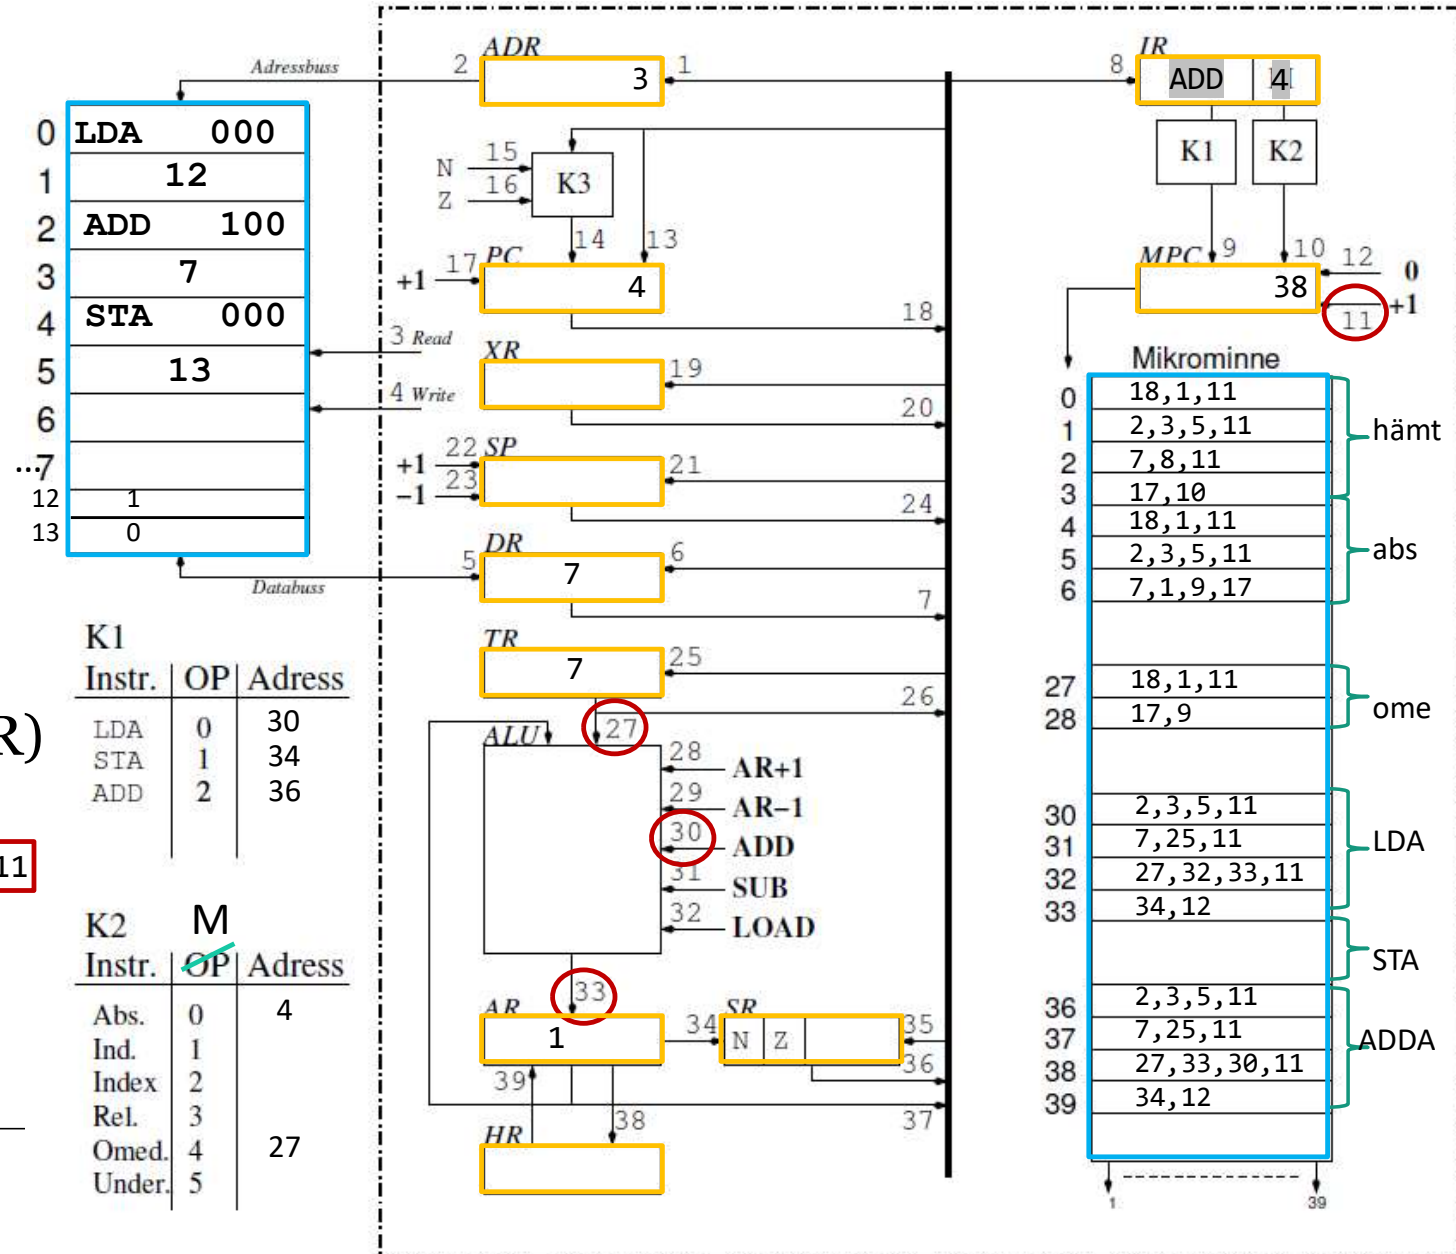 ADR
IR
Adressbuss
2
3
1
8
ADD
4
0 LDA 000
1 12
2 ADD 100
3 7
4 STA 000
5 13
6
...7
12 1
13 0
N 15
Z 16
K3
K1
K2
14
13
+1 17
PC
4
18
MPC
9
10
12 0
38
11 +1
3 Read
4 Write
XR
19
20
+1 22 SP
-1 23
21
24
DR
5
7
6
7
Databuss
TR
7
25
26
27
ALU
28 AR+1
29 AR-1
30 ADD
31 SUB
32 LOAD
33
AR
1
34
SR
N Z
35
36
39
38
37
HR
Mikrominne
0 18,1,11
1 2,3,5,11
2 7,8,11
3 17,10
hämt
4 18,1,11
5 2,3,5,11
6 7,1,9,17
abs
27 18,1,11
28 17,9
ome
30 2,3,5,11
31 7,25,11
32 27,32,33,11
33 34,12
LDA
STA
36 2,3,5,11
37 7,25,11
38 27,33,30,11
39 34,12
ADDA
1
39
K1
Instr. OP Adress
LDA 0 30
STA 1 34
ADD 2 36
R)
11
K2 M
Instr. OP Adress
Abs. 0 4
Ind. 1
Index 2
Rel. 3
Omed. 4 27
Under. 5